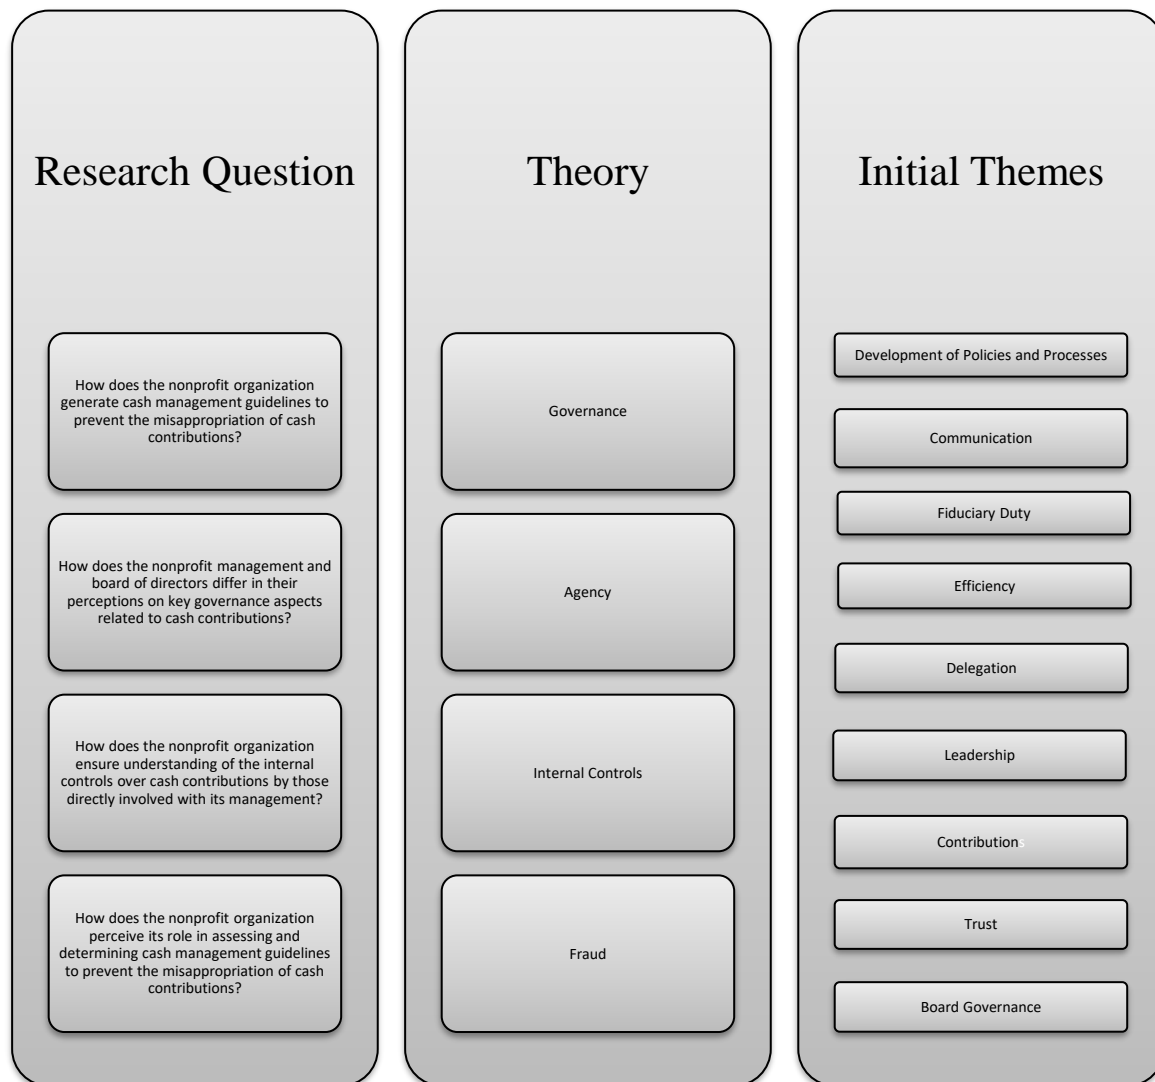 Research Question
How does the nonprofit organization
generate cash management guidelines to
prevent the misappropriation of cash
contributions?
How does the nonprofit management and
board of directors differ in their
perceptions on key governance aspects
related to cash contributions?
How does the nonprofit organization
ensure understanding of the internal
controls over cash contributions by those
directly involved with its management?
How does the nonprofit organization
perceive its role in assessing and
determining cash management guidelines
to prevent the misappropriation of cash
contributions?
Theory
Governance
Agency
Internal Controls
Fraud
Initial Themes
Development of Policies and Processes
Communication
Fiduciary Duty
Efficiency
Delegation
Leadership
Contributions
Trust
Board Governance